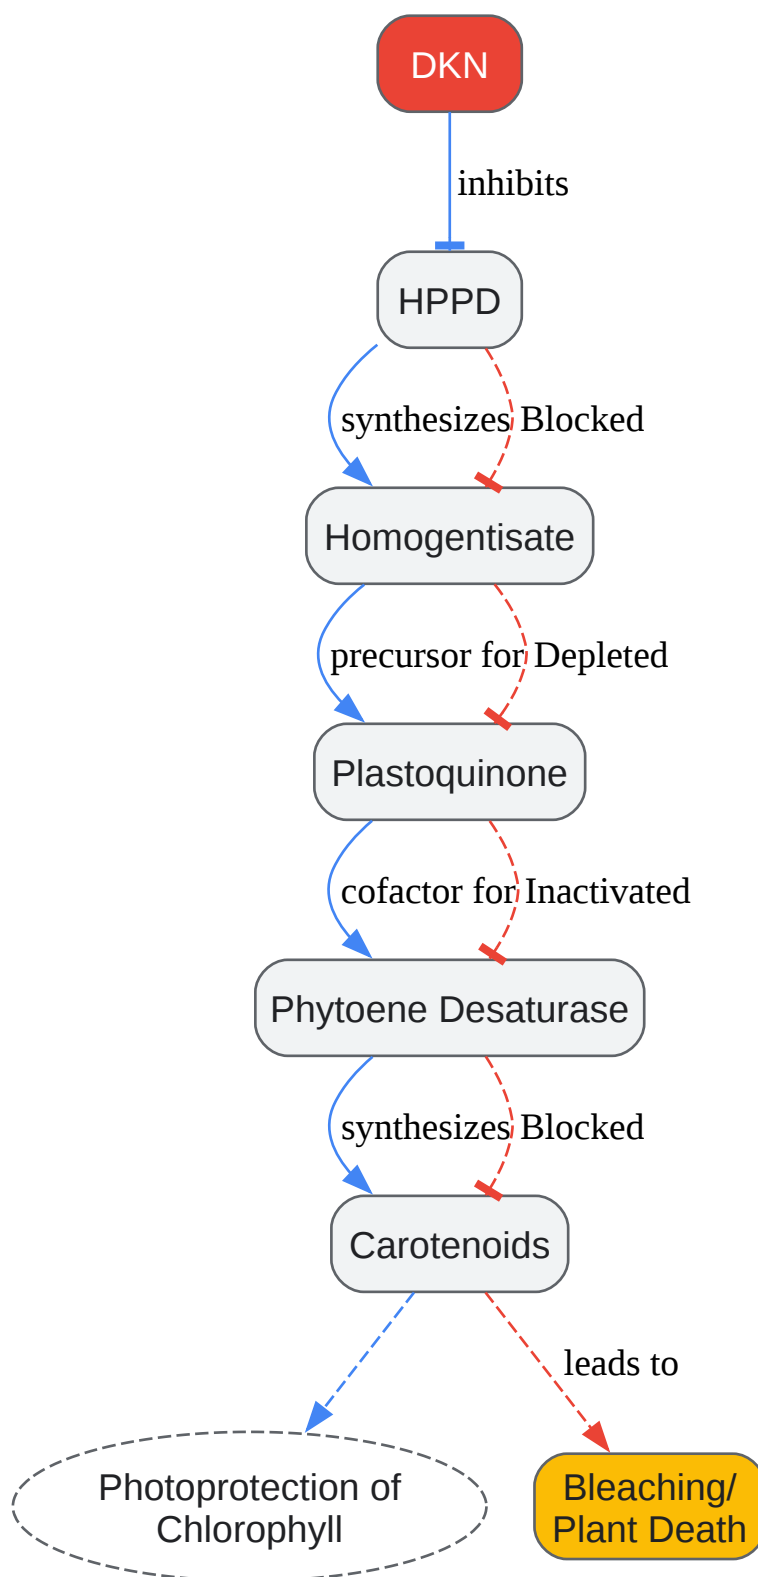 DKN
inhibits
HPPD
synthesizes Blocked
Homogentisate
precursor for Depleted
Plastoquinone
cofactor for Inactivated
Phytoene Desaturase
synthesizes Blocked
Carotenoids
leads to
Photoprotection of
Chlorophyll
Bleaching/
Plant Death